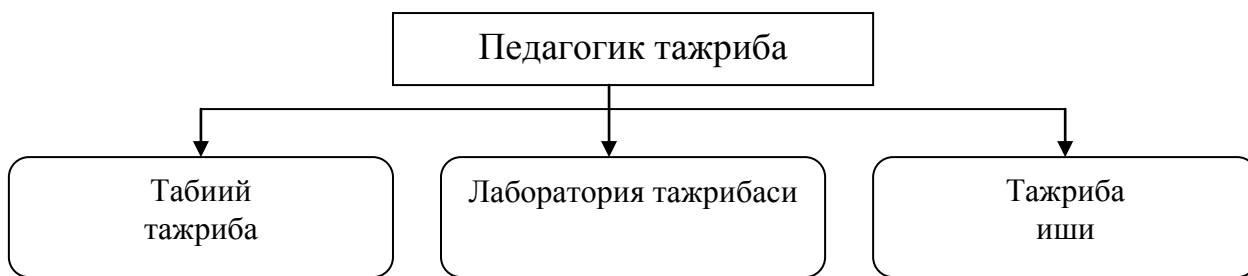 Педагогик тажриба
Табиий
тажриба
Лаборатория тажрибаси
Тажриба
иши